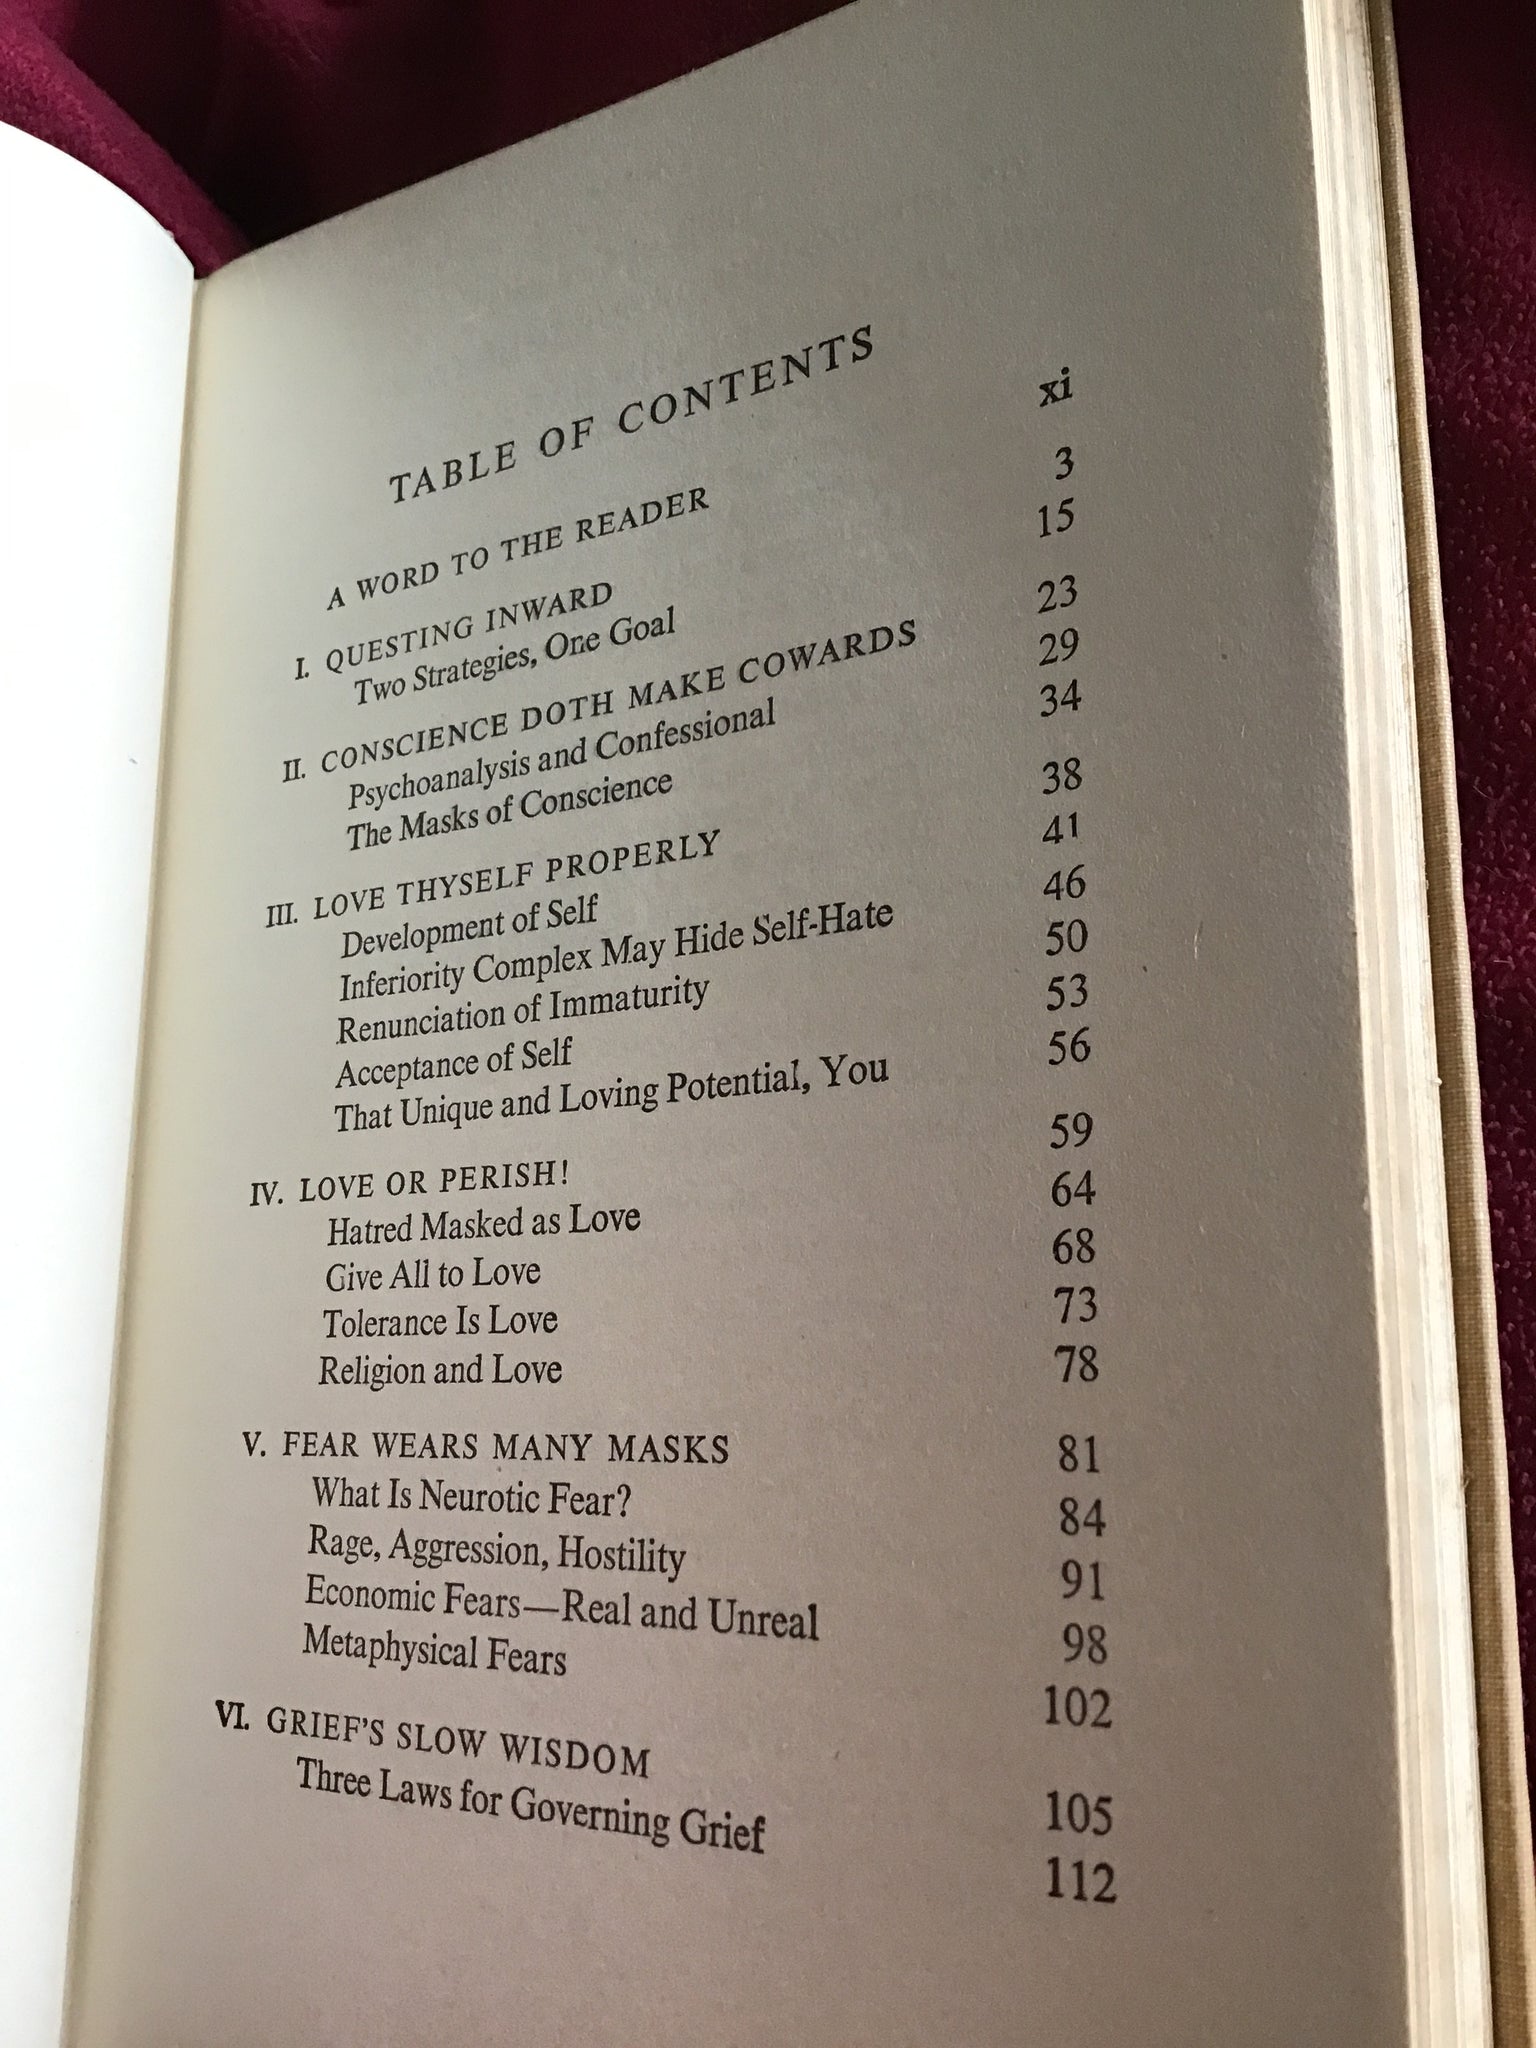 TABLE OF CONTENTS
A WORD TO THE READER xi
I. QUESTING INWARD 3
Two Strategies, One Goal 15
II. CONSCIENCE DOTH MAKE COWARDS 23
Psychoanalysis and Confessional 29
The Masks of Conscience 34
III. LOVE THYSELF PROPERLY 38
Development of Self 41
Inferiority Complex May Hide Self-Hate 46
Renunciation of Immaturity 50
Acceptance of Self 53
That Unique and Loving Potential, You 56
IV. LOVE OR PERISH! 59
Hatred Masked as Love 64
Give All to Love 68
Tolerance Is Love 73
Religion and Love 78
V. FEAR WEARS MANY MASKS 81
What Is Neurotic Fear? 84
Rage, Aggression, Hostility 91
Economic Fears—Real and Unreal 98
Metaphysical Fears 102
VI. GRIEF'S SLOW WISDOM 105
Three Laws for Governing Grief 112